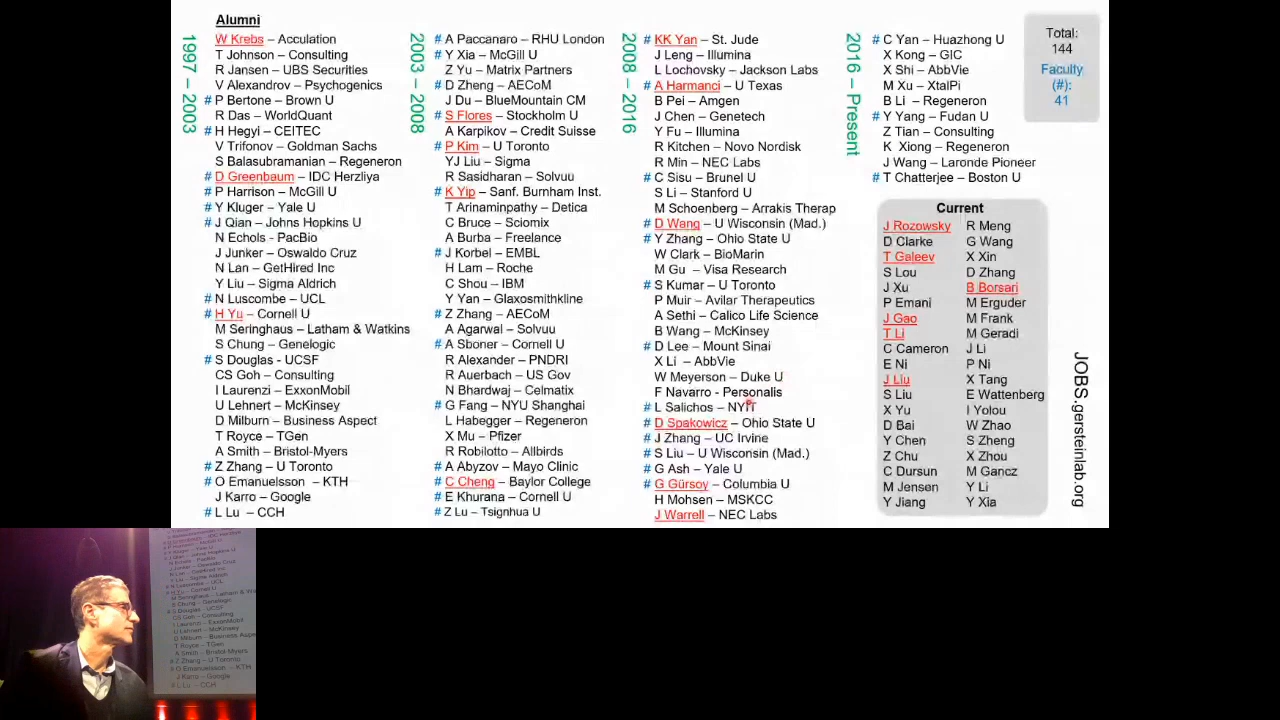 Alumni
1997 – 2003
W Krebs – Acculation
T Johnson – Consulting
R Jansen – UBS Securities
V Alexandrov – Psychogenics
# P Bertone – Brown U
R Das – WorldQuant
# H Hegyi – CEITEC
V Trifonov – Goldman Sachs
S Balasubramanian – Regeneron
# D Greenbaum – IDC Herzliya
# P Harrison – McGill U
# Y Kluger – Yale U
# J Qian – Johns Hopkins U
N Echols - PacBio
J Junker – Oswaldo Cruz
N Lan – GetHired Inc
Y Liu – Sigma Aldrich
# N Luscombe – UCL
# H Yu – Cornell U
M Seringhaus – Latham & Watkins
S Chung – Genelogic
# S Douglas - UCSF
CS Goh – Consulting
I Laurenzi – ExxonMobil
U Lehnert – McKinsey
D Milburn – Business Aspect
T Royce – TGen
A Smith – Bristol-Myers
# Z Zhang – U Toronto
# O Emanuelsson – KTH
J Karro – Google
# L Lu – CCH
2003 – 2008
# A Paccanaro – RHU London
# Y Xia – McGill U
Z Yu – Matrix Partners
# D Zheng – AECoM
J Du – BlueMountain CM
# S Flores – Stockholm U
A Karpikov – Credit Suisse
# P Kim – U Toronto
YJ Liu – Sigma
R Sasidharan – Solvuu
# K Yip – Sanf. Burnham Inst.
T Arinaminpathy – Detica
C Bruce – Sciomix
A Burba – Freelance
# J Korbel – EMBL
H Lam – Roche
C Shou – IBM
Y Yan – Glaxosmithkline
# Z Zhang – AECoM
A Agarwal – Solvuu
# A Sboner – Cornell U
R Alexander – PNDRI
R Auerbach – US Gov
N Bhardwaj – Celmatix
# G Fang – NYU Shanghai
L Habegger – Regeneron
X Mu – Pfizer
R Robilotto – Allbirds
# A Abyzov – Mayo Clinic
# C Cheng – Baylor College
# E Khurana – Cornell U
# Z Lu – Tsignhua U
2008 – 2016
# KK Yan – St. Jude
J Leng – Illumina
L Lochovsky – Jackson Labs
# A Harmanci – U Texas
B Pei – Amgen
J Chen – Genetech
Y Fu – Illumina
R Kitchen – Novo Nordisk
R Min – NEC Labs
# C Sisu – Brunel U
S Li – Stanford U
M Schoenberg – Arrakis Therap
# D Wang – U Wisconsin (Mad.)
# Y Zhang – Ohio State U
W Clark – BioMarin
M Gu – Visa Research
# S Kumar – U Toronto
P Muir – Avilar Therapeutics
A Sethi – Calico Life Science
B Wang – McKinsey
# D Lee – Mount Sinai
X Li – AbbVie
W Meyerson – Duke U
F Navarro - Personalis
# L Salichos – NYIT
# D Spakowicz – Ohio State U
# J Zhang – UC Irvine
# S Liu – U Wisconsin (Mad.)
# G Ash – Yale U
# G Gürsoy – Columbia U
H Mohsen – MSKCC
J Warrell – NEC Labs
2016 – Present
# C Yan – Huazhong U
X Kong – GIC
X Shi – AbbVie
M Xu – XtalPi
B Li – Regeneron
# Y Yang – Fudan U
Z Tian – Consulting
K Xiong – Regeneron
J Wang – Laronde Pioneer
# T Chatterjee – Boston U
Total:
144
Faculty
(#):
41
Current
J Rozowsky R Meng
D Clarke G Wang
T Galeev X Xin
S Lou D Zhang
J Xu B Borsari
P Emani M Erguder
J Gao M Frank
T Li M Geradi
C Cameron J Li
E Ni P Ni
J Liu X Tang
S Liu E Wattenberg
X Yu I Yolou
D Bai W Zhao
Y Chen S Zheng
Z Chu X Zhou
C Dursun M Gancz
M Jensen Y Li
Y Jiang Y Xia
JOBS.gersteinlab.org